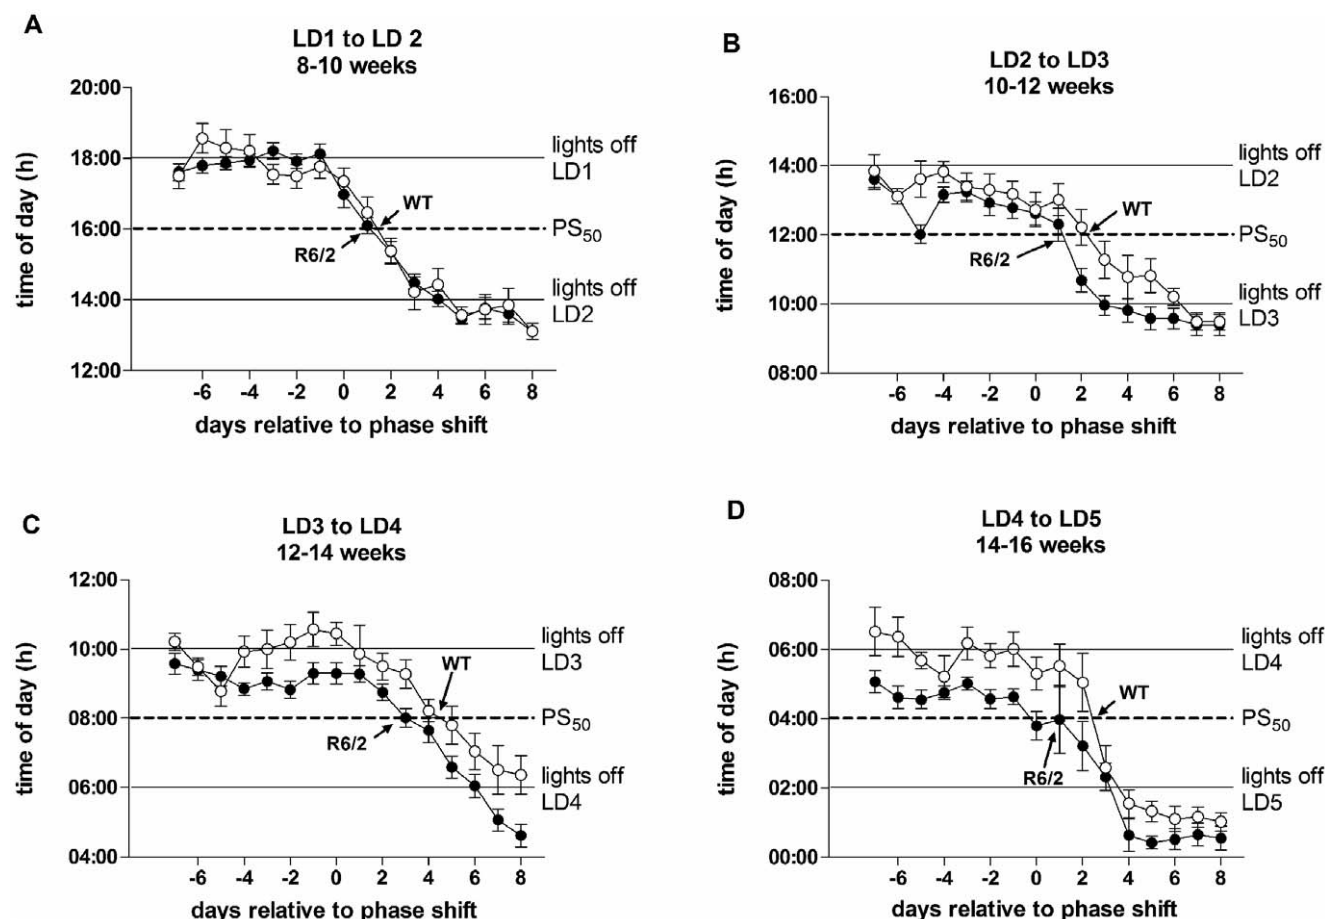 A
LD1 to LD 2
8-10 weeks
time of day (h)
20:00
18:00
16:00
14:00
12:00
lights off
LD1
WT
PS50
R6/2
lights off
LD2
-6 -4 -2 0 2 4 6 8
days relative to phase shift
B
LD2 to LD3
10-12 weeks
time of day (h)
16:00
14:00
12:00
10:00
08:00
lights off
LD2
WT
PS50
R6/2
lights off
LD3
-6 -4 -2 0 2 4 6 8
days relative to phase shift
C
LD3 to LD4
12-14 weeks
time of day (h)
12:00
10:00
08:00
06:00
04:00
lights off
LD3
WT
PS50
R6/2
lights off
LD4
-6 -4 -2 0 2 4 6 8
days relative to phase shift
D
LD4 to LD5
14-16 weeks
time of day (h)
08:00
06:00
04:00
02:00
00:00
lights off
LD4
WT
PS50
R6/2
lights off
LD5
-6 -4 -2 0 2 4 6 8
days relative to phase shift